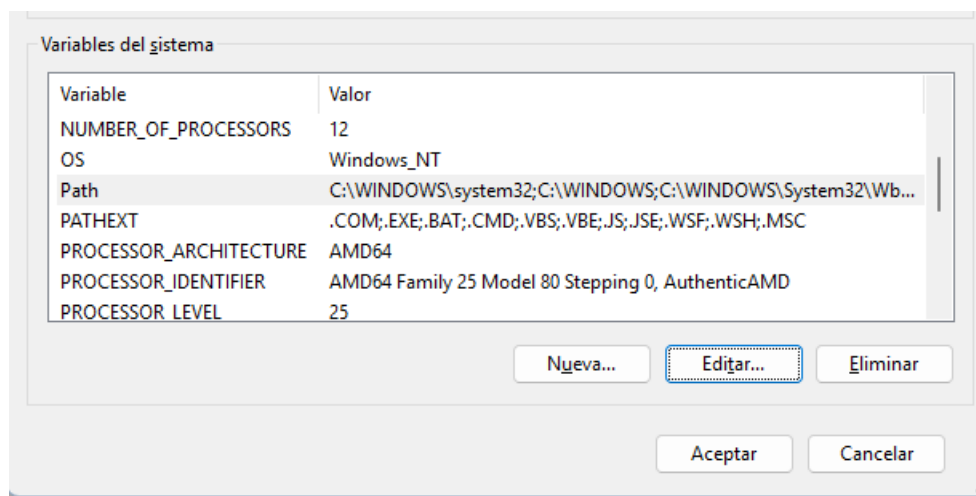 Variables del sistema
Variable Valor
NUMBER_OF_PROCESSORS 12
OS Windows_NT
Path C:\WINDOWS\system32;C:\WINDOWS;C:\WINDOWS\System32\Wb...
PATHEXT .COM;.EXE;.BAT;.CMD;.VBS;.VBE;.JS;.JSE;.WSF;.WSH;.MSC
PROCESSOR_ARCHITECTURE AMD64
PROCESSOR_IDENTIFIER AMD64 Family 25 Model 80 Stepping 0, AuthenticAMD
PROCESSOR_LEVEL 25
Nueva... Editar... Eliminar
Aceptar Cancelar